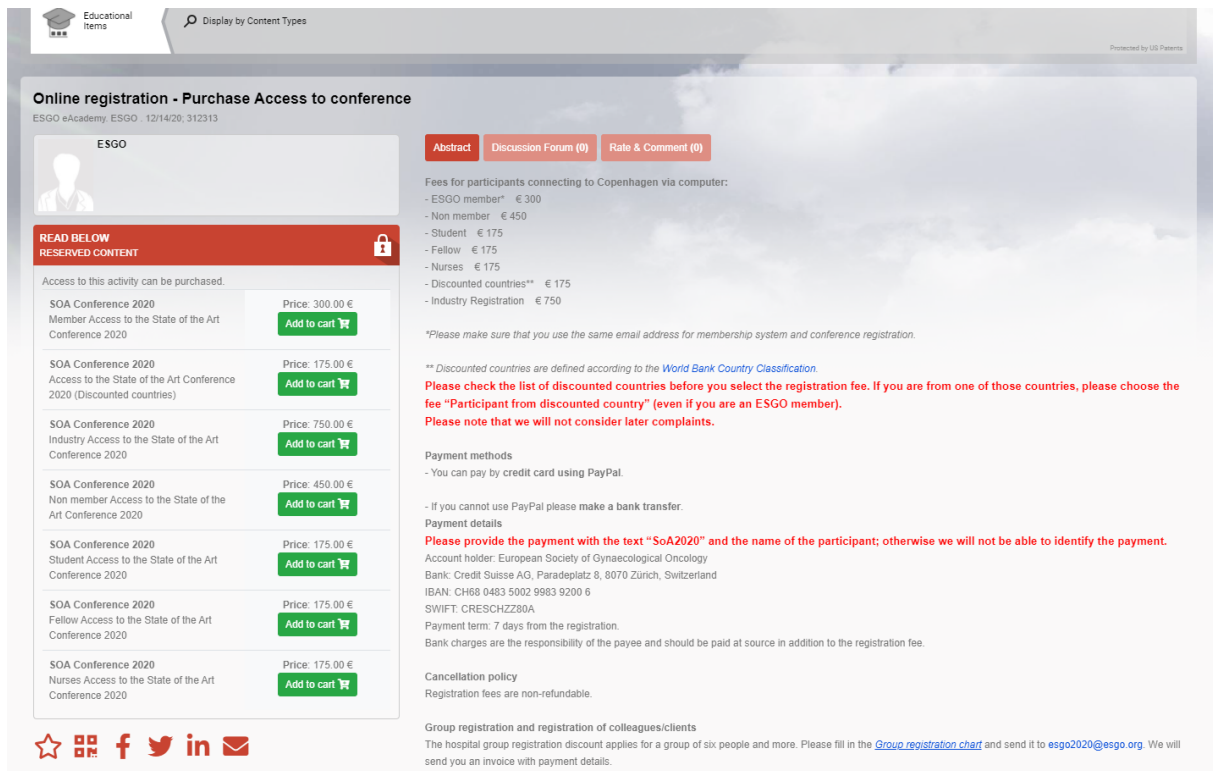 Educational
Items
Display by Content Types
Protected by US Patents
Online registration - Purchase Access to conference
ESGO eAcademy. ESGO . 12/14/20; 312313
ESGO
READ BELOW
RESERVED CONTENT
Access to this activity can be purchased.
SOA Conference 2020
Member Access to the State of the Art
Conference 2020
Price: 300.00 €
Add to cart
SOA Conference 2020
Access to the State of the Art Conference
2020 (Discounted countries)
Price: 175.00 €
Add to cart
SOA Conference 2020
Industry Access to the State of the Art
Conference 2020
Price: 750.00 €
Add to cart
SOA Conference 2020
Non member Access to the State of the
Art Conference 2020
Price: 450.00 €
Add to cart
SOA Conference 2020
Student Access to the State of the Art
Conference 2020
Price: 175.00 €
Add to cart
SOA Conference 2020
Fellow Access to the State of the Art
Conference 2020
Price: 175.00 €
Add to cart
SOA Conference 2020
Nurses Access to the State of the Art
Conference 2020
Price: 175.00 €
Add to cart
Abstract
Discussion Forum (0)
Rate & Comment (0)
Fees for participants connecting to Copenhagen via computer:
- ESGO member* € 300
- Non member € 450
- Student € 175
- Fellow € 175
- Nurses € 175
- Discounted countries** € 175
- Industry Registration € 750
*Please make sure that you use the same email address for membership system and conference registration.
** Discounted countries are defined according to the World Bank Country Classification.
Please check the list of discounted countries before you select the registration fee. If you are from one of those countries, please choose the
fee “Participant from discounted country” (even if you are an ESGO member).
Please note that we will not consider later complaints.
Payment methods
- You can pay by credit card using PayPal.
- If you cannot use PayPal please make a bank transfer.
Payment details
Please provide the payment with the text “SoA2020” and the name of the participant; otherwise we will not be able to identify the payment.
Account holder: European Society of Gynaecological Oncology
Bank: Credit Suisse AG, Paradeplatz 8, 8070 Zürich, Switzerland
IBAN: CH68 0483 5002 9983 9200 6
SWIFT: CRESCHZZ80A
Payment term: 7 days from the registration.
Bank charges are the responsibility of the payee and should be paid at source in addition to the registration fee.
Cancellation policy
Registration fees are non-refundable.
Group registration and registration of colleagues/clients
The hospital group registration discount applies for a group of six people and more. Please fill in the Group registration chart and send it to esgo2020@esgo.org. We will
send you an invoice with payment details.